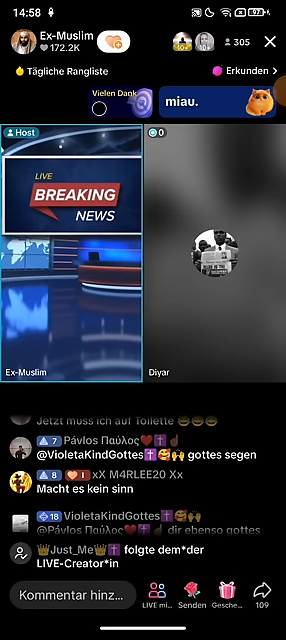 14:58
97
Ex-Muslim
172.2K
10+
10+
305
Tägliche Rangliste
Erkunden >
Vielen Dank
miau.
Host
0
LIVE
BREAKING
NEWS
Ex-Muslim
Diyar
Jetzt muss ich auf Toilette 😄😄😄
7 Pávlos Παύλος❤️✝️☝🏿
@VioletaKindGottes✝️🥰🙌 gottes segen
8 I xX M4RLEE20 Xx
Macht es kein sinn
18 VioletaKindGottes✝️🥰🙌
@Pávlos Παύλος❤️✝️☝🏿 dir ebenso gottes
👑Just_Me👑✝️ folgte dem*der
LIVE-Creator*in
Kommentar hinz...
LIVE mi...
Senden
Gesche...
109